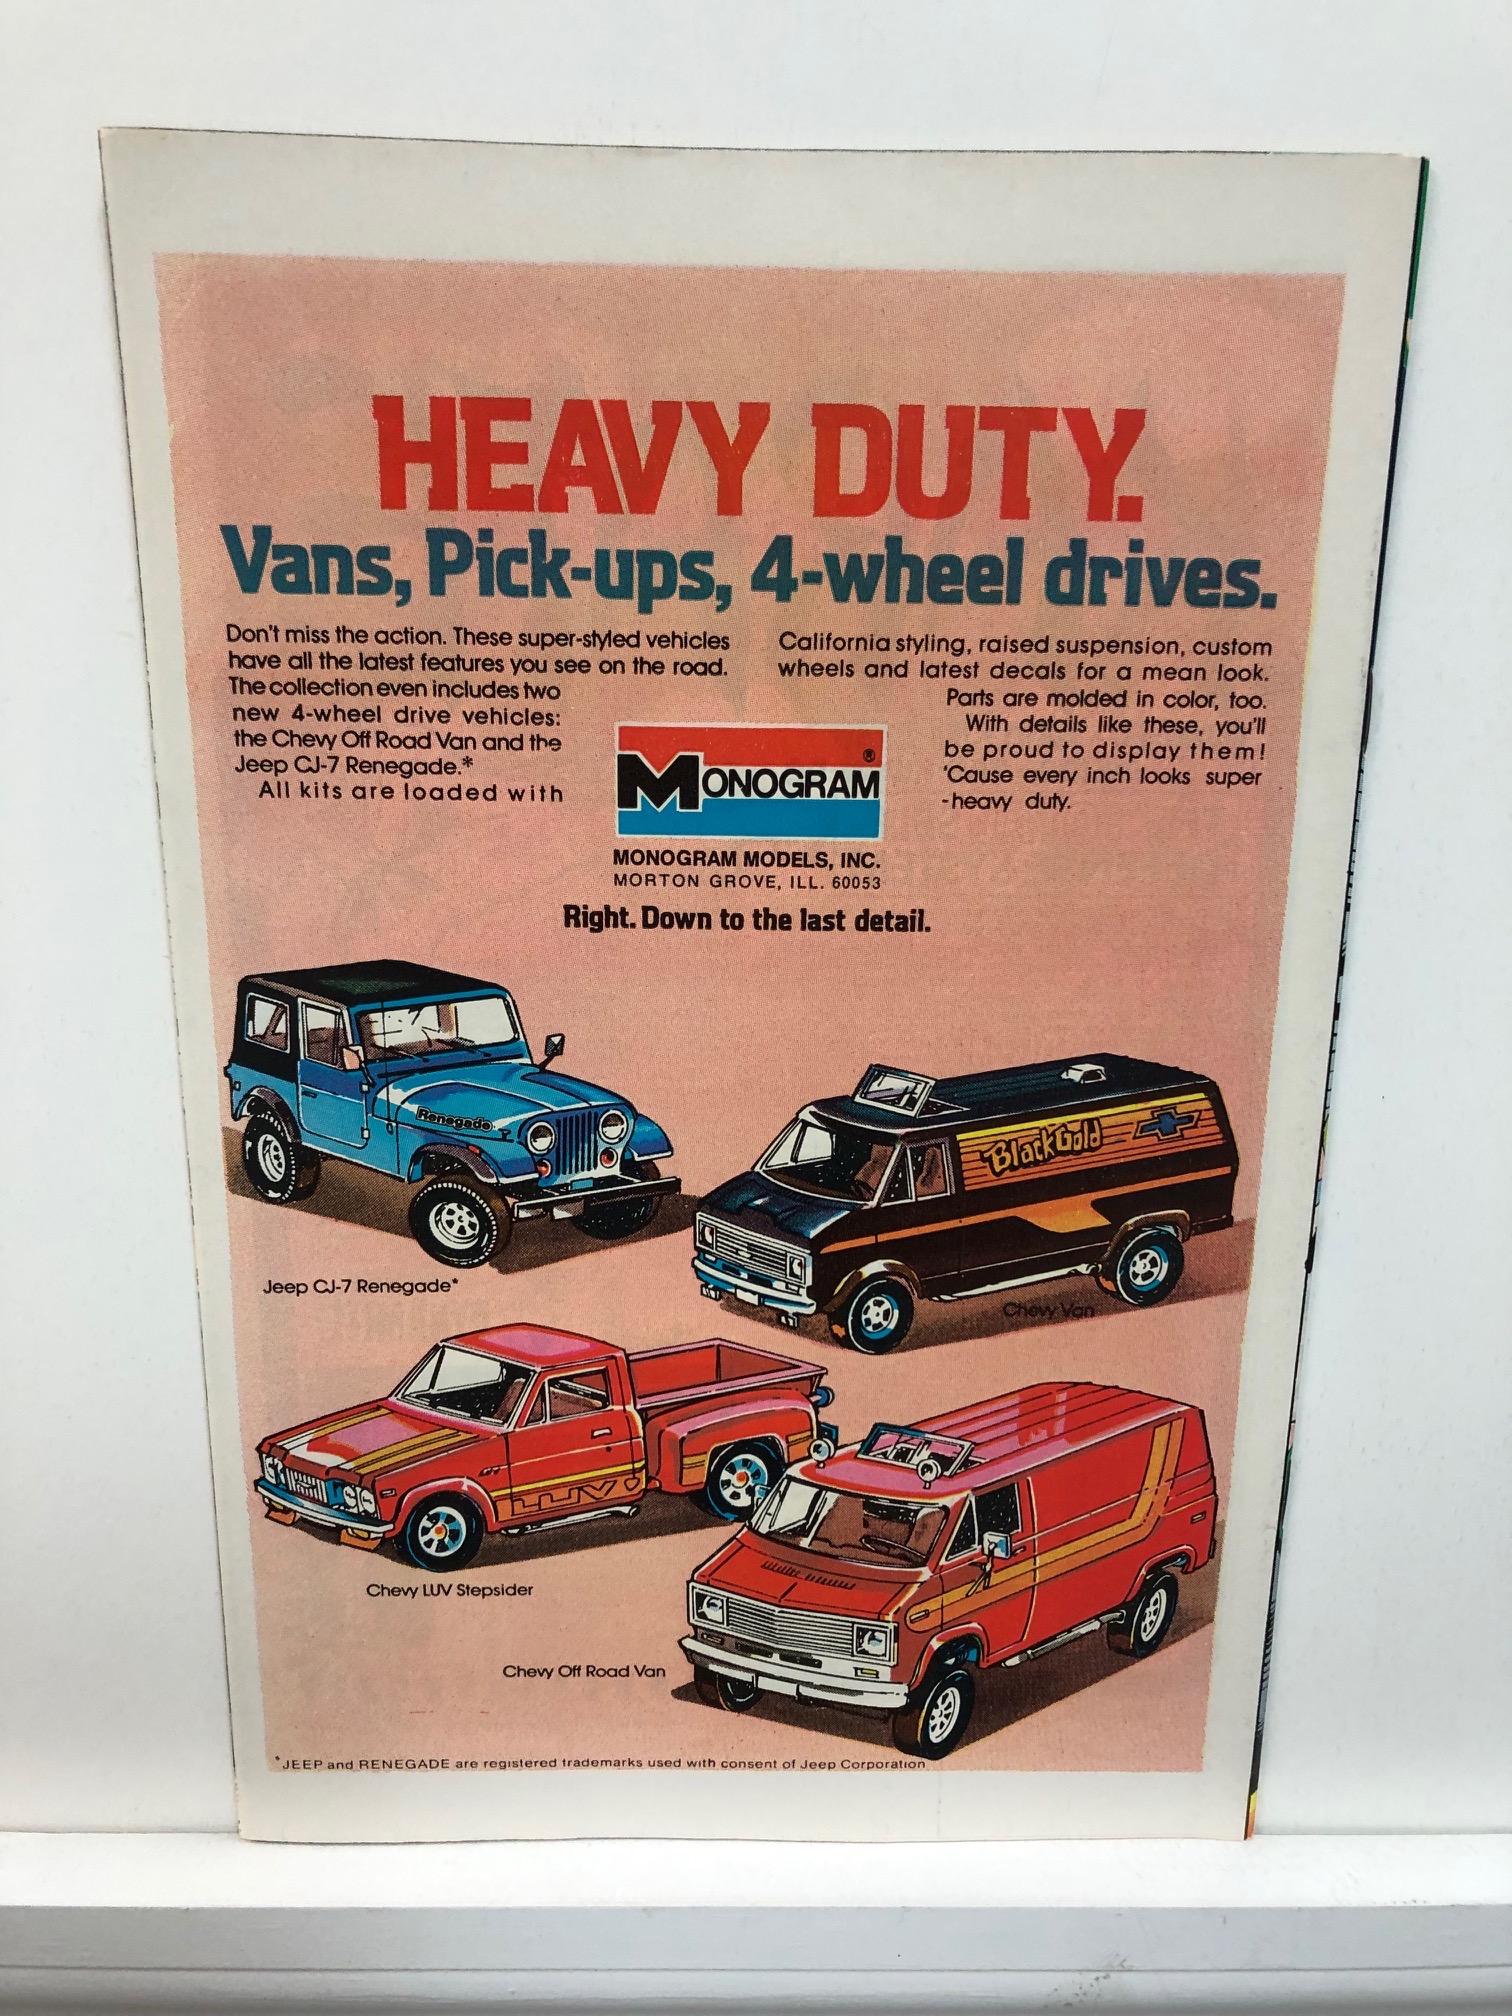 HEAVY DUTY.
Vans, Pick-ups, 4-wheel drives.
Don't miss the action. These super-styled vehicles
have all the latest features you see on the road.
The collection even includes two
new 4-wheel drive vehicles:
the Chevy Off Road Van and the
Jeep CJ-7 Renegade.*
All kits are loaded with
California styling, raised suspension, custom
wheels and latest decals for a mean look.
Parts are molded in color, too.
With details like these, you'll
be proud to display them!
'Cause every inch looks super
-heavy duty.
MONOGRAM®
MONOGRAM MODELS, INC.
MORTON GROVE, ILL. 60053
Right. Down to the last detail.
Renegade
Jeep CJ-7 Renegade*
Black Gold
Chevy Van
LUV
Chevy LUV Stepsider
Chevy Off Road Van
*JEEP and RENEGADE are registered trademarks used with consent of Jeep Corporation